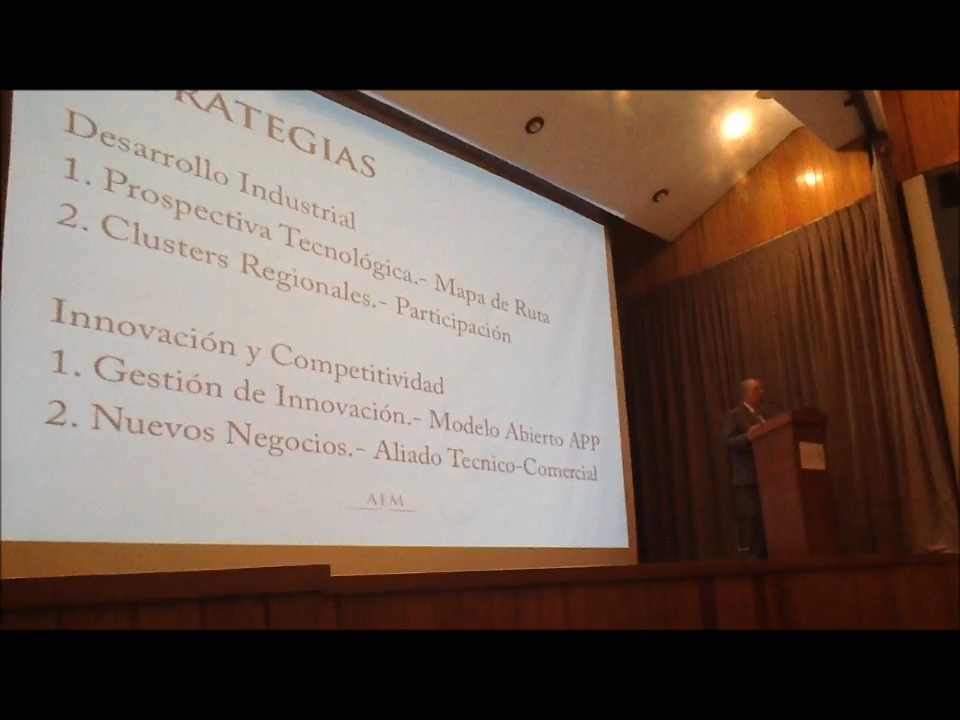 RATEGIAS
Desarrollo Industrial
1. Prospectiva Tecnológica.- Mapa de Ruta
2. Clusters Regionales.- Participación
Innovación y Competitividad
1. Gestión de Innovación.- Modelo Abierto APP
2. Nuevos Negocios.- Aliado Tecnico-Comercial
AEM